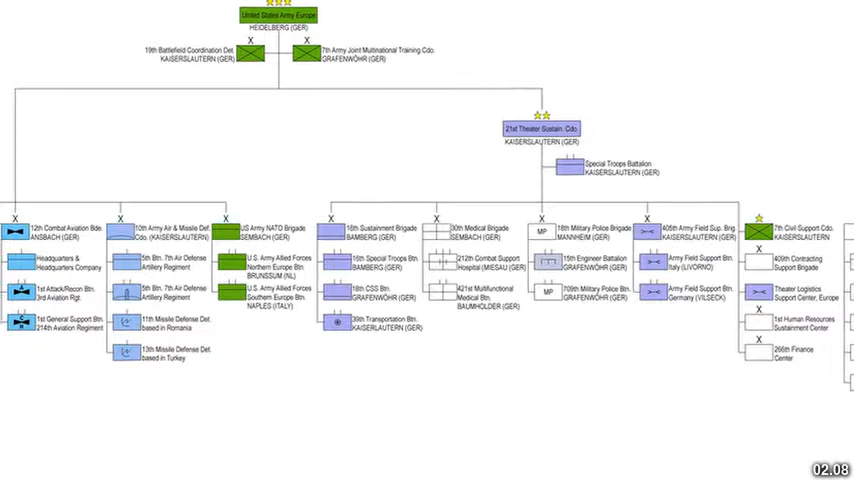 United States Army Europe
HEIDELBERG (GER)
X
X
19th Battlefield Coordination Det.
KAISERSLAUTERN (GER)
7th Army Joint Multinational Training Cdo.
GRAFENWÖHR (GER)
21st Theater Sustain. Cdo.
KAISERSLAUTERN (GER)
Special Troops Battalion
KAISERSLAUTERN (GER)
X
12th Combat Aviation Bde.
ANSBACH (GER)
Headquarters &
Headquarters Company
1st Attack/Recon Btn.
3rd Aviation Rgt.
1st General Support Btn.
214th Aviation Regiment
X
10th Army Air & Missile Def.
Cdo. (KAISERSLAUTERN)
5th Btn. 7th Air Defense
Artillery Regiment
5th Btn. 7th Air Defense
Artillery Regiment
11th Missile Defense Det.
based in Romania
13th Missile Defense Det.
based in Turkey
X
US Army NATO Brigade
SEMBACH (GER)
U.S. Army Allied Forces
Northern Europe Btn.
BRUNSSUM (NL)
U.S. Army Allied Forces
Southern Europe Btn.
NAPLES (ITALY)
X
16th Sustainment Brigade
BAMBERG (GER)
16th Special Troops Btn.
BAMBERG (GER)
18th CSS Btn.
GRAFENWÖHR (GER)
39th Transportation Btn.
KAISERLAUTERN (GER)
X
30th Medical Brigade
SEMBACH (GER)
212th Combat Support
Hospital (MIESAU (GER)
421st Multifunctional
Medical Btn.
BAUMHOLDER (GER)
X
MP
18th Military Police Brigade
MANNHEIM (GER)
15th Engineer Battalion
GRAFENWÖHR (GER)
MP
709th Military Police Btn.
GRAFENWÖHR (GER)
X
405th Army Field Sup. Brig.
KAISERSLAUTERN (GER)
Army Field Support Btn.
Italy (LIVORNO)
Army Field Support Btn.
Germany (VILSECK)
7th Civil Support Cdo.
KAISERSLAUTERN
X
409th Contracting
Support Brigade
Theater Logistics
Support Center, Europe
X
1st Human Resources
Sustainment Center
X
266th Finance
Center
02.08